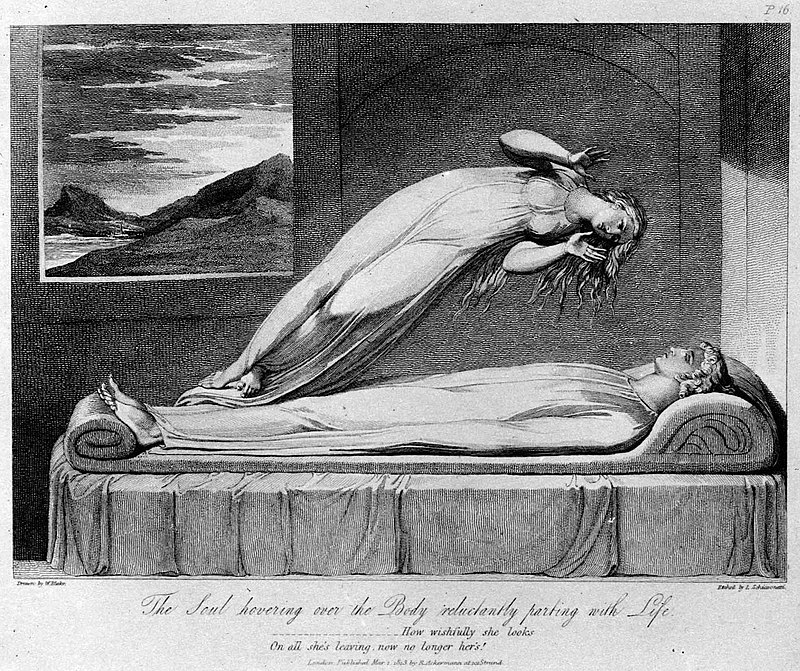 P 16
Drawn by W. Blake.
Etched by L. Schiavonetti.
The Soul hovering over the Body reluctantly parting with Life.
How wishfully she looks
On all she's leaving, now no longer her's!
London, Published Mar. 1, 1813, by R. Ackermann, 101 Strand.